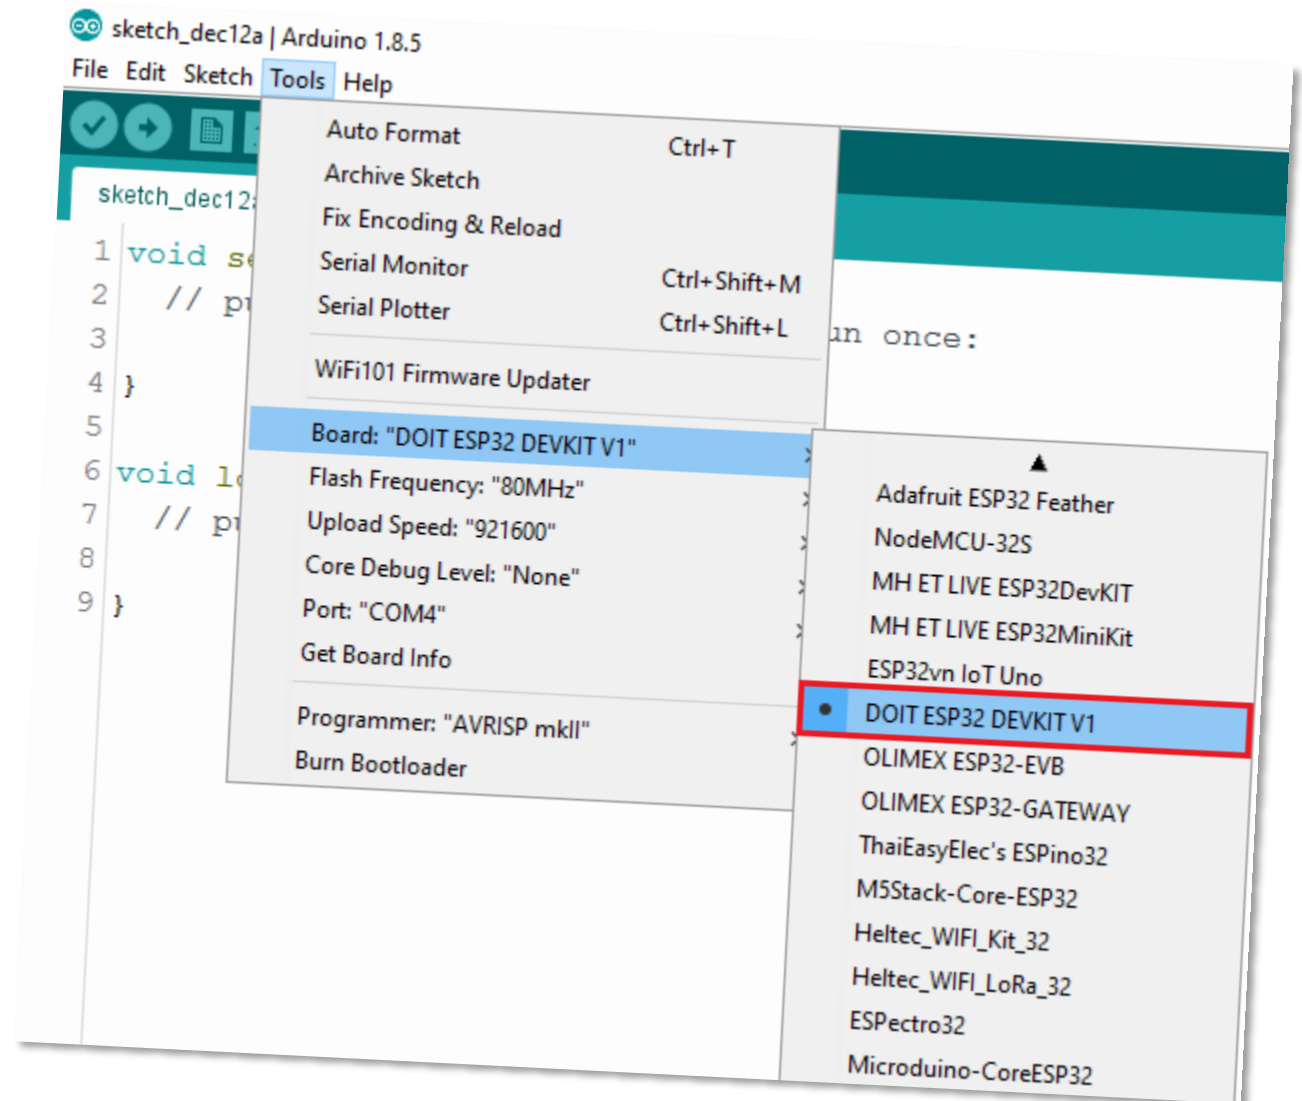 sketch_dec12a | Arduino 1.8.5
File Edit Sketch Tools Help
Auto Format Ctrl+T
Archive Sketch
Fix Encoding & Reload
Serial Monitor Ctrl+Shift+M
Serial Plotter Ctrl+Shift+L
WiFi101 Firmware Updater
Board: "DOIT ESP32 DEVKIT V1"
Flash Frequency: "80MHz"
Upload Speed: "921600"
Core Debug Level: "None"
Port: "COM4"
Get Board Info
Programmer: "AVRISP mkII"
Burn Bootloader
Adafruit ESP32 Feather
NodeMCU-32S
MH ET LIVE ESP32DevKIT
MH ET LIVE ESP32MiniKit
ESP32vn IoT Uno
DOIT ESP32 DEVKIT V1
OLIMEX ESP32-EVB
OLIMEX ESP32-GATEWAY
ThaiEasyElec's ESPino32
M5Stack-Core-ESP32
Heltec_WIFI_Kit_32
Heltec_WIFI_LoRa_32
ESPectro32
Microduino-CoreESP32
sketch_dec12a
1 void se
2 // pu un once:
3
4 }
5
6 void lo
7 // pu
8
9 }